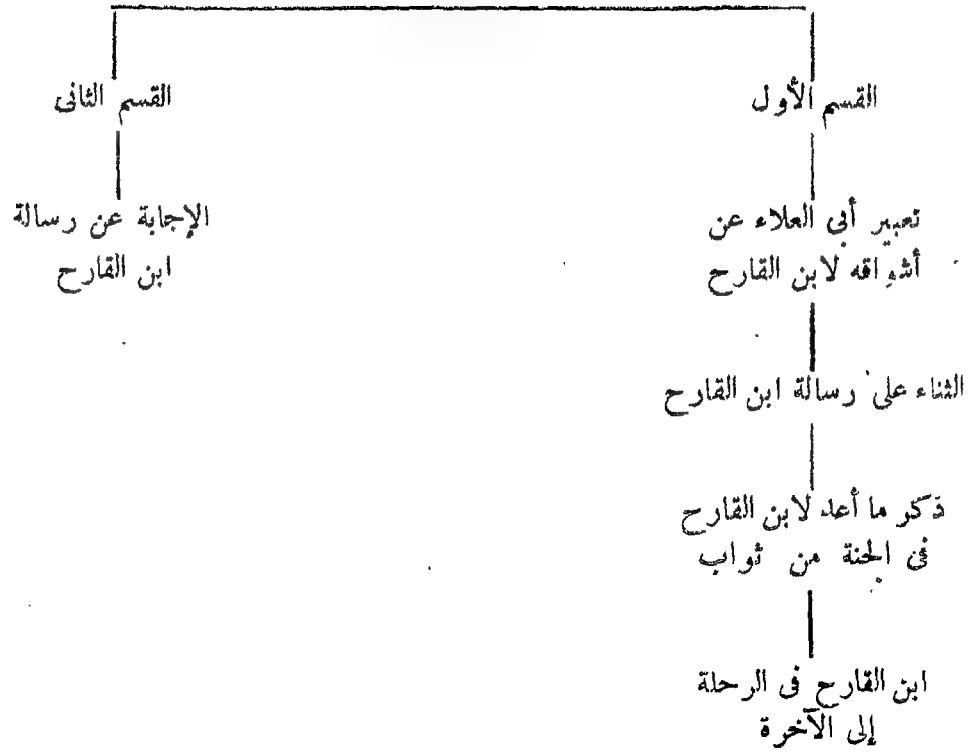 القسم الأول
القسم الثانى
تعبير أبى العلاء عن
أشواقه لابن القارح
الإجابة عن رسالة
ابن القارح
الثناء على رسالة ابن القارح
ذكر ما أعد لابن القارح
فى الجنة من ثواب
ابن القارح فى الرحلة
إلى الآخرة